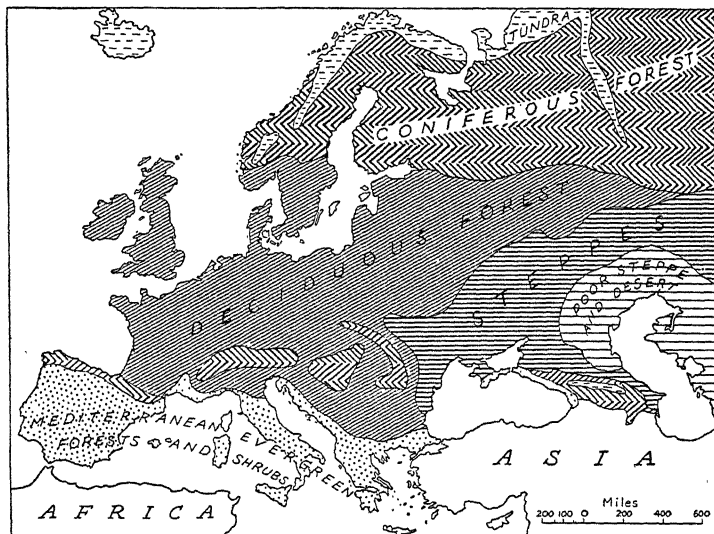 TUNDRA
CONIFEROUS FOREST
DECIDUOUS FOREST
STEPPES
POOR STEPPE
AND DESERT
MEDITERRANEAN EVERGREEN
FORESTS AND SHRUBS
ASIA
AFRICA
Miles
200 100 0 200 400 600